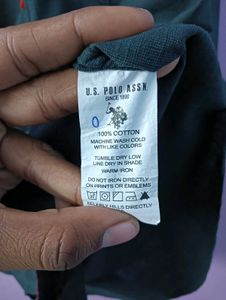 U.S. POLO ASSN.
SINCE 1890
100% COTTON
MACHINE WASH COLD
WITH LIKE COLORS
TUMBLE DRY LOW
LINE DRY IN SHADE
WARM IRON
DO NOT IRON DIRECTLY
ON PRINTS OR EMBLEMS